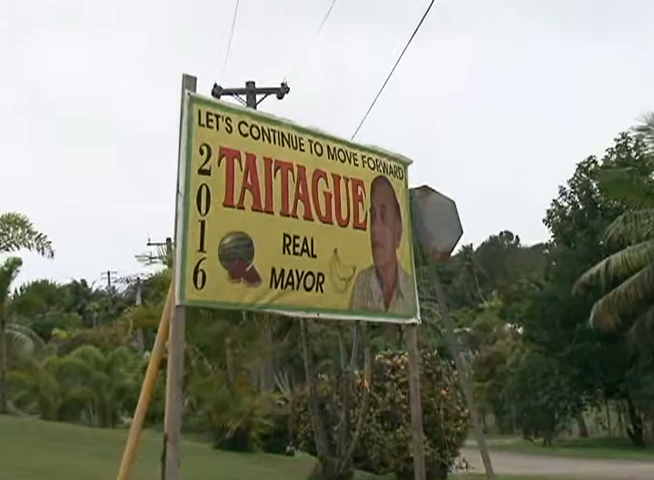 LET'S CONTINUE TO MOVE FORWARD
2016
TAITAGUE
REAL
MAYOR